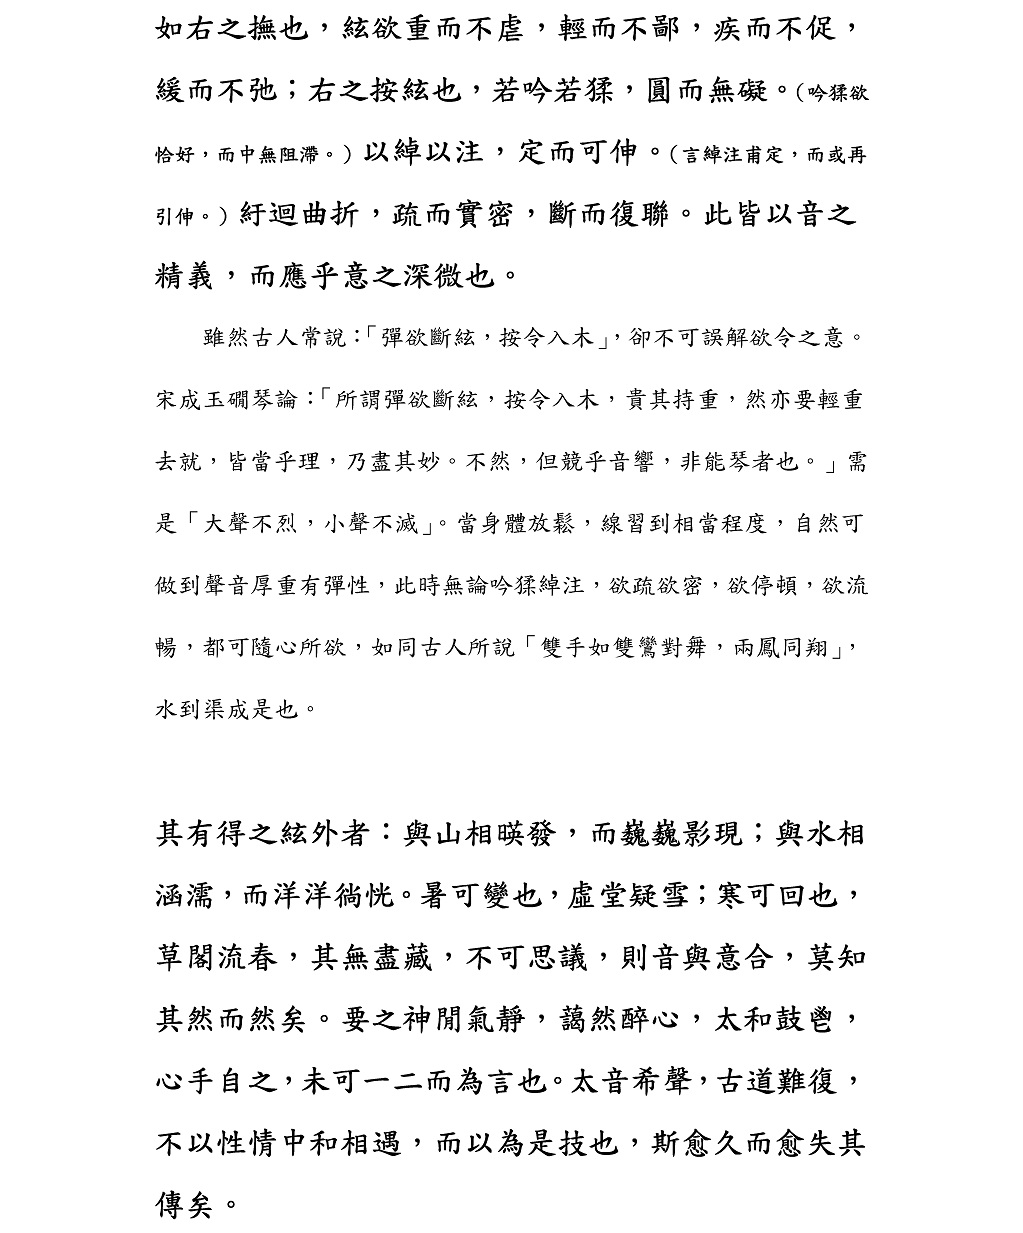 如右之撫也，絃欲重而不虐，輕而不鄙，疾而不促，
緩而不弛；右之按絃也，若吟若猱，圓而無礙。(吟猱欲
恰好，而中無阻滯。) 以綽以注，定而可伸。(言綽注甫定，而或再
引伸。) 紆迴曲折，疏而實密，斷而復聯。此皆以音之
精義，而應乎意之深微也。
雖然古人常說：「彈欲斷絃，按令入木」，卻不可誤解欲令之意。
宋成玉磵琴論：「所謂彈欲斷絃，按令入木，貴其持重，然亦要輕重
去就，皆當乎理，乃盡其妙。不然，但競乎音響，非能琴者也。」需
是「大聲不烈，小聲不滅」。當身體放鬆，線習到相當程度，自然可
做到聲音厚重有彈性，此時無論吟猱綽注，欲疏欲密，欲停頓，欲流
暢，都可隨心所欲，如同古人所說「雙手如雙鸞對舞，兩鳳同翔」，
水到渠成是也。
其有得之絃外者：與山相暎發，而巍巍影現；與水相
涵濡，而洋洋徜恍。暑可變也，虛堂疑雪；寒可回也，
草閣流春，其無盡藏，不可思議，則音與意合，莫知
其然而然矣。要之神閒氣靜，藹然醉心，太和鼓鬯，
心手自之，未可一二而為言也。太音希聲，古道難復，
不以性情中和相遇，而以為是技也，斯愈久而愈失其
傳矣。